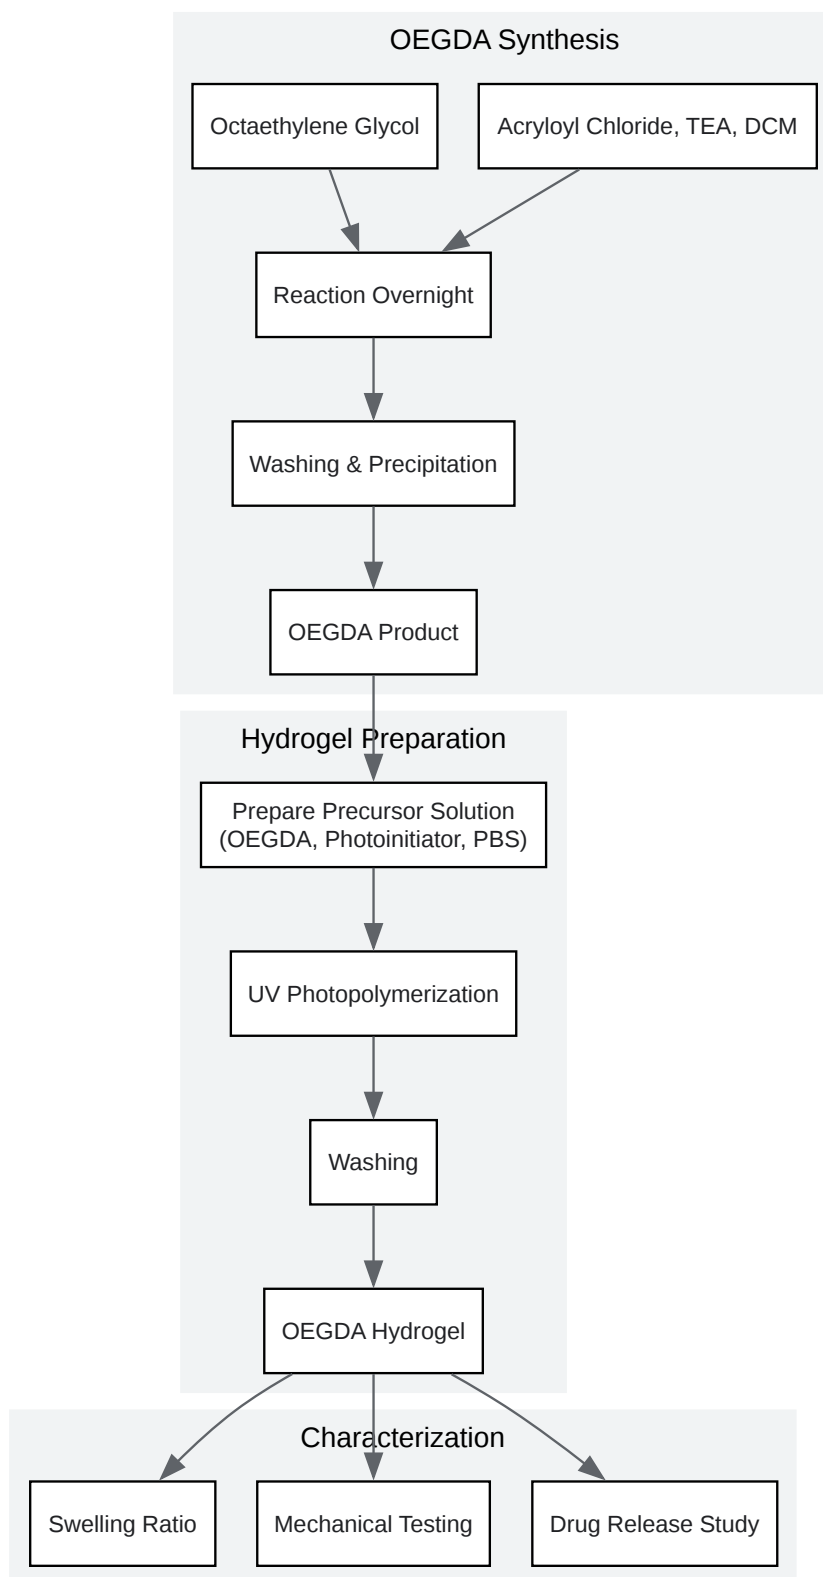 OEGDA Synthesis
Octaethylene Glycol
Acryloyl Chloride, TEA, DCM
Reaction Overnight
Washing & Precipitation
OEGDA Product
Hydrogel Preparation
Prepare Precursor Solution
(OEGDA, Photoinitiator, PBS)
UV Photopolymerization
Washing
OEGDA Hydrogel
Characterization
Swelling Ratio
Mechanical Testing
Drug Release Study